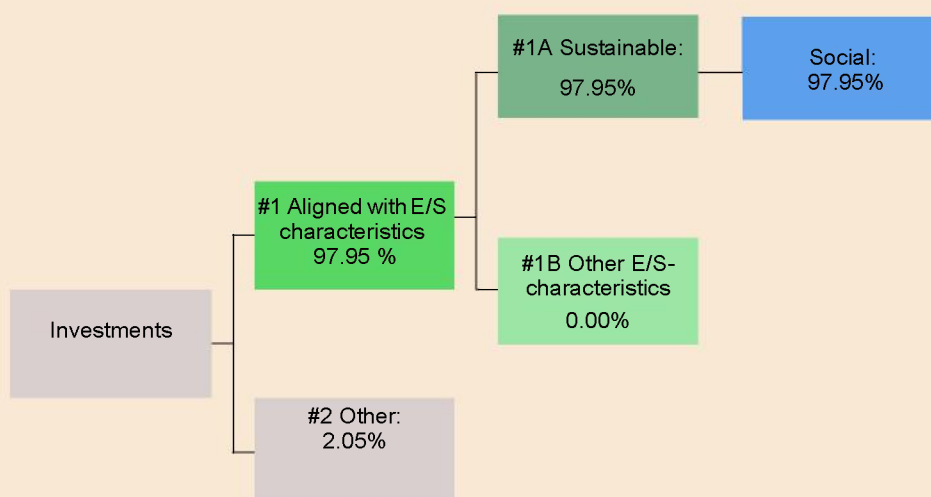 #1A Sustainable:
97.95%
Social:
97.95%
#1 Aligned with E/S
characteristics
97.95 %
#1B Other E/S-
characteristics
0.00%
Investments
#2 Other:
2.05%